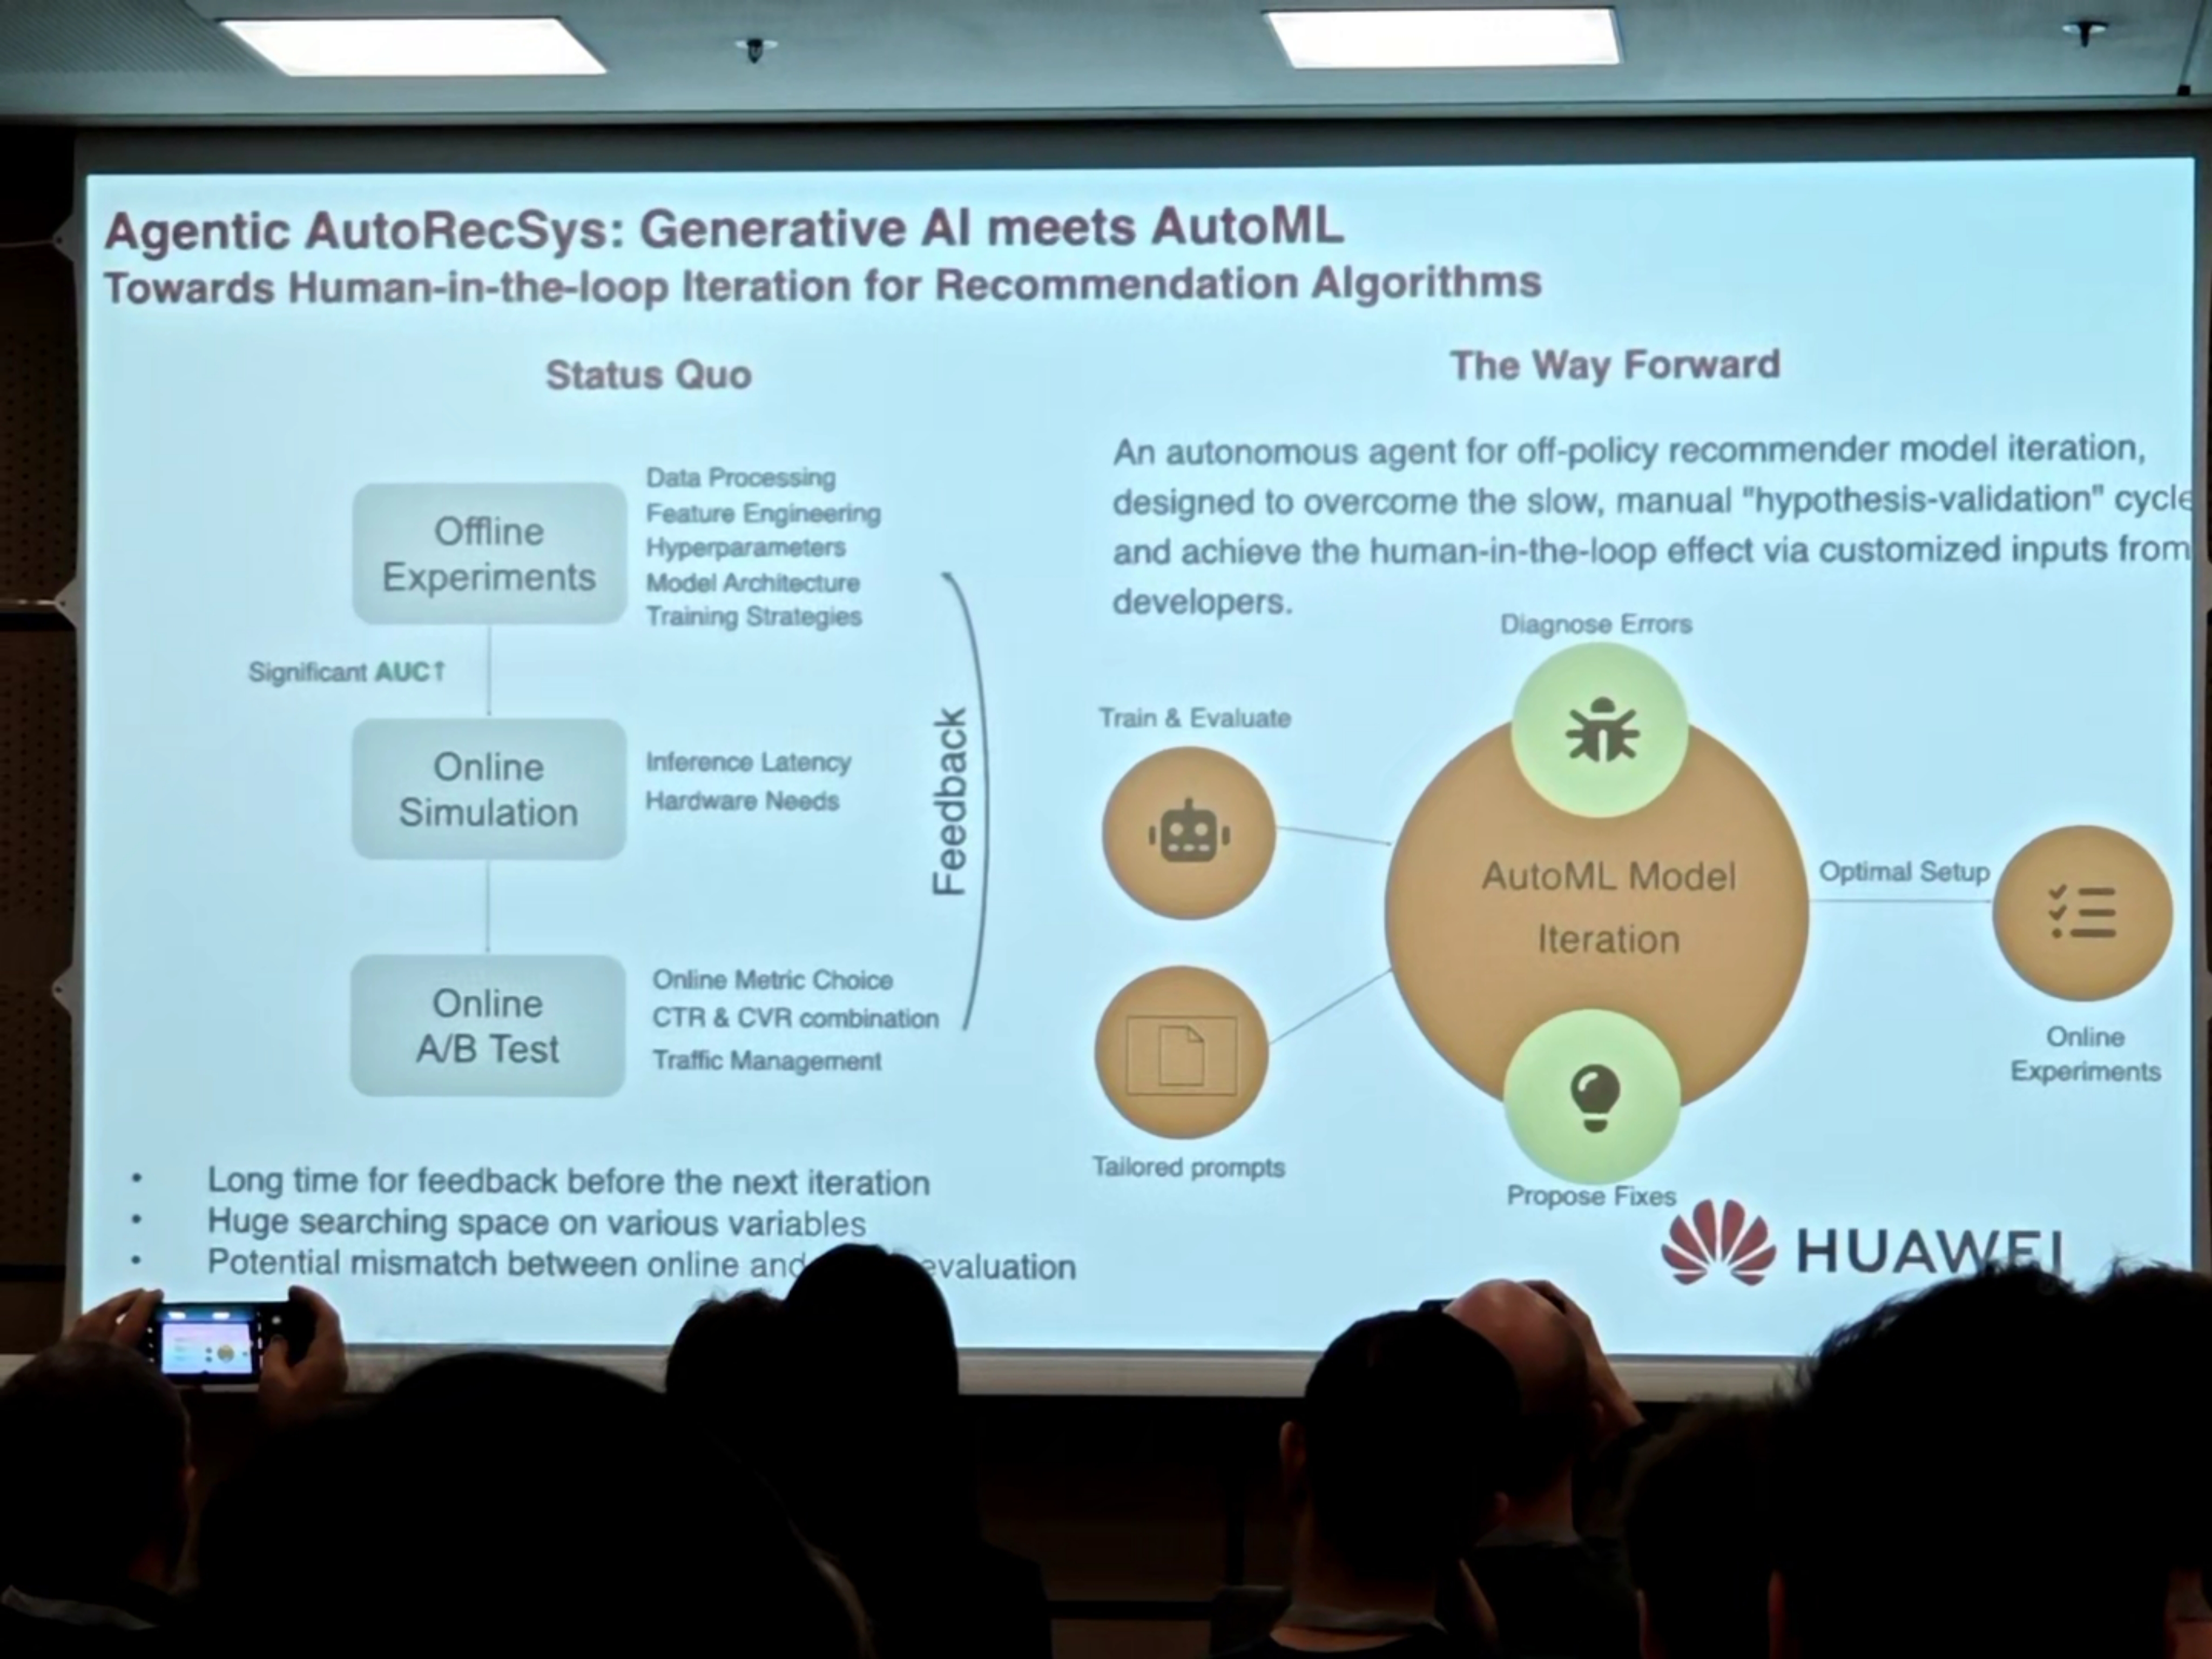 Agentic AutoRecSys: Generative AI meets AutoML
Towards Human-in-the-loop Iteration for Recommendation Algorithms
Status Quo
Offline
Experiments
Data Processing
Feature Engineering
Hyperparameters
Model Architecture
Training Strategies
Significant AUC↑
Online
Simulation
Inference Latency
Hardware Needs
Feedback
Online
A/B Test
Online Metric Choice
CTR & CVR combination
Traffic Management
• Long time for feedback before the next iteration
• Huge searching space on various variables
• Potential mismatch between online and evaluation
The Way Forward
An autonomous agent for off-policy recommender model iteration,
designed to overcome the slow, manual "hypothesis-validation" cycle
and achieve the human-in-the-loop effect via customized inputs from
developers.
Diagnose Errors
Train & Evaluate
AutoML Model
Iteration
Optimal Setup
Online
Experiments
Tailored prompts
Propose Fixes
HUAWEI